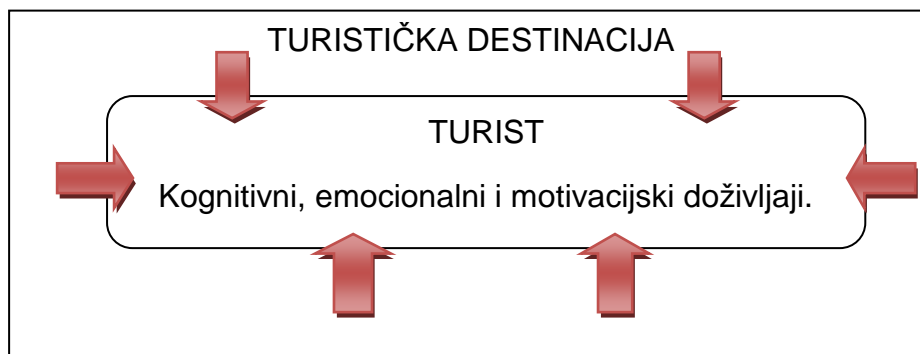 TURISTIČKA DESTINACIJA
TURIST
Kognitivni, emocionalni i motivacijski doživljaji.